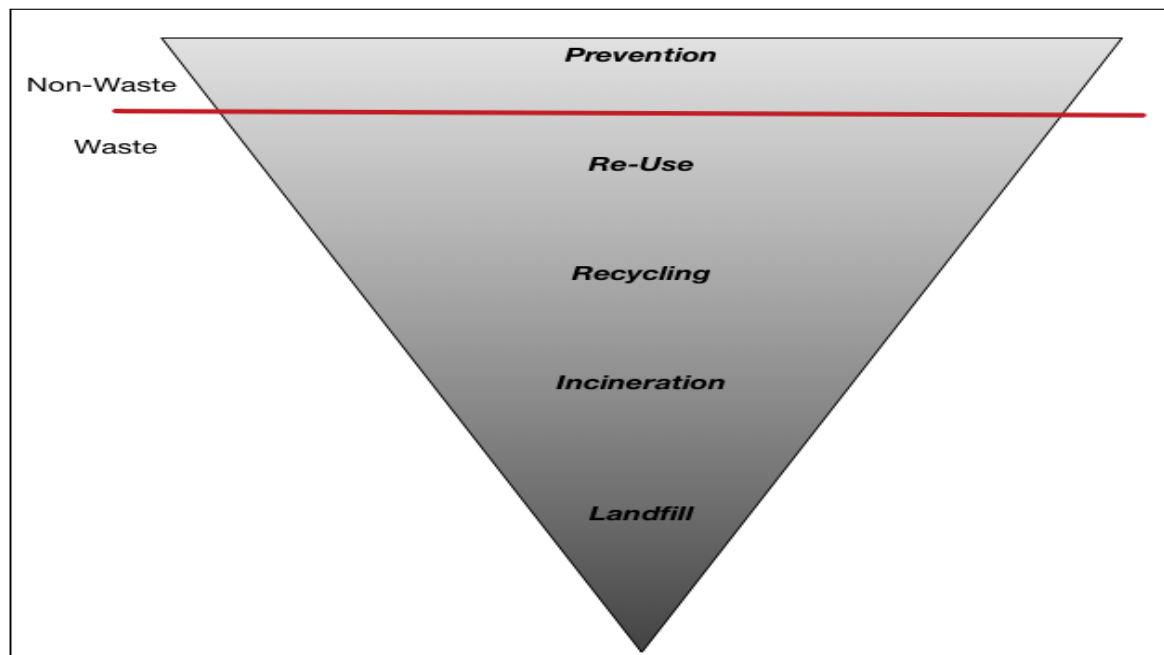 Prevention
Non-Waste
Waste
Re-Use
Recycling
Incineration
Landfill